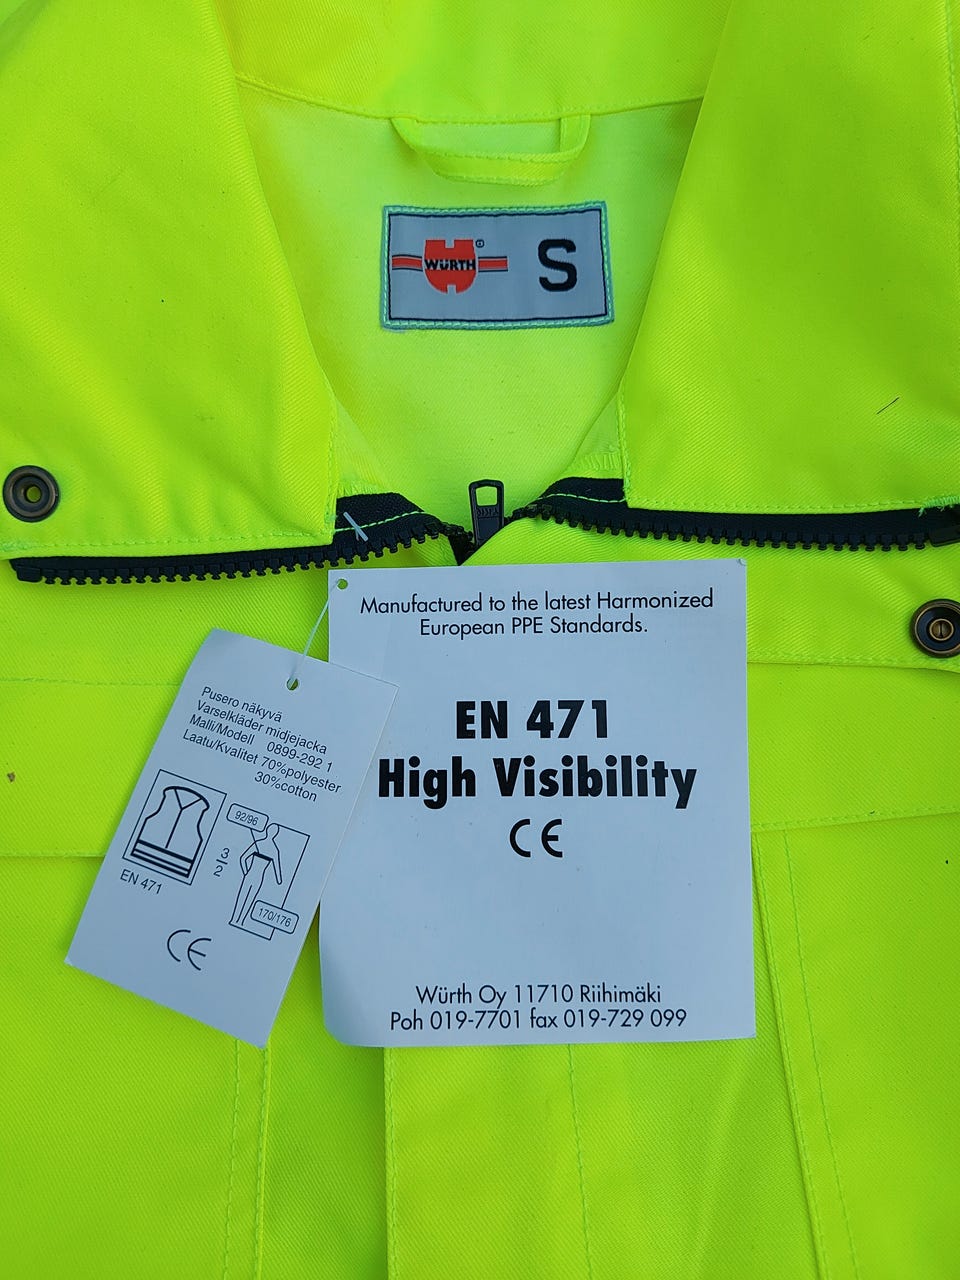 WÜRTH
®
S
Manufactured to the latest Harmonized
European PPE Standards.
EN 471
High Visibility
CE
Würth Oy 11710 Riihimäki
Poh 019-7701 fax 019-729 099
Pusero näkyvä
Varselkläder midjejacka
Malli/Modell 0899-292 1
Laatu/Kvalitet 70%polyester
30%cotton
92/96
3
2
170/176
EN 471
CE